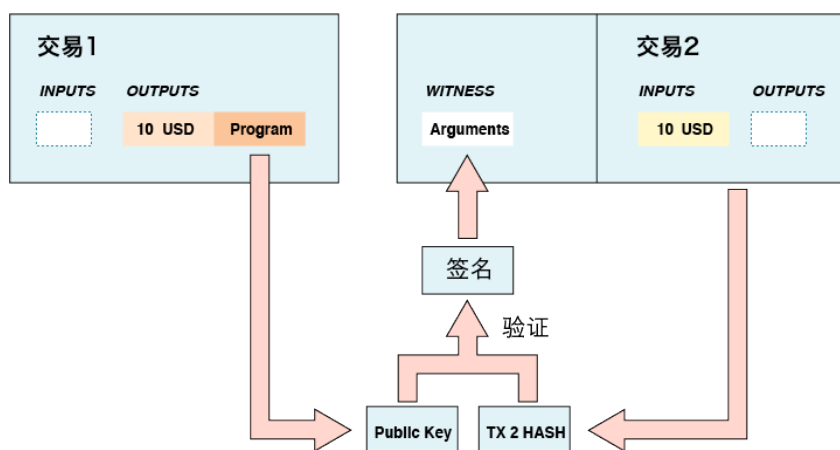 交易1
INPUTS OUTPUTS
10 USD Program
WITNESS
Arguments
交易2
INPUTS OUTPUTS
10 USD
签名
验证
Public Key
TX 2 HASH